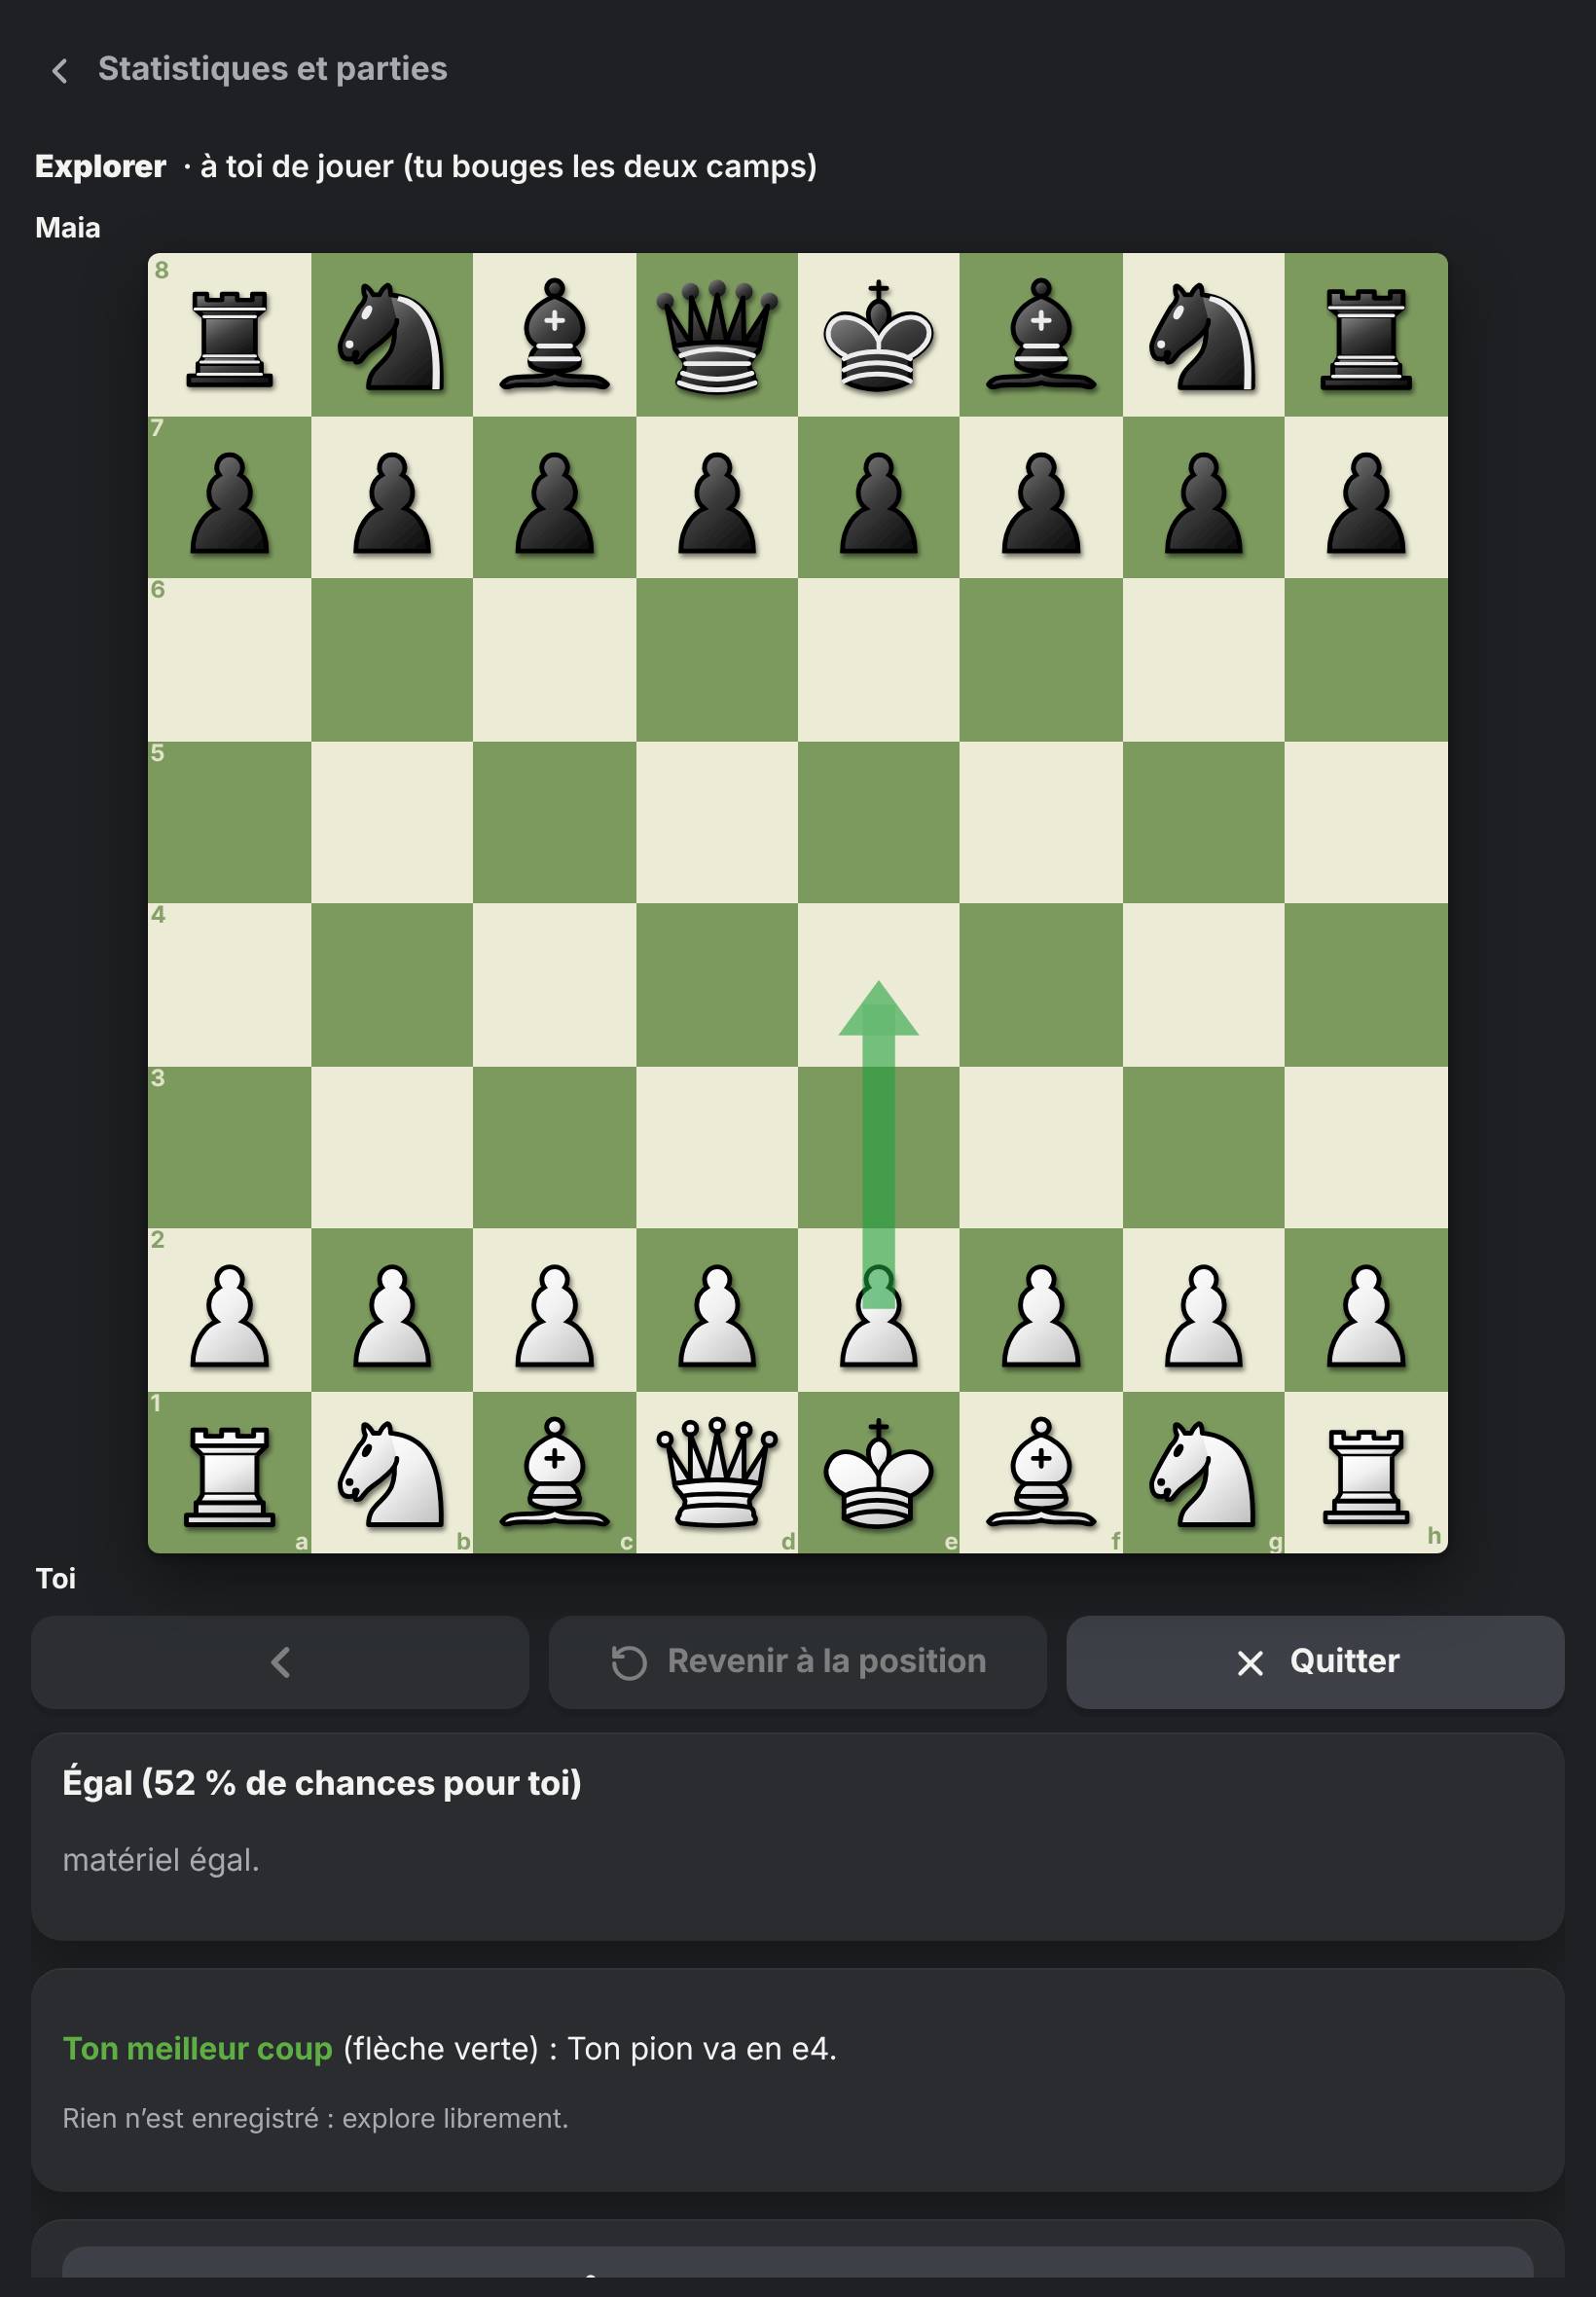 Statistiques et parties
Explorer · à toi de jouer (tu bouges les deux camps)
Maia
8
7
6
5
4
3
2
1
a b c d e f g h
Toi
Revenir à la position
Quitter
Égal (52 % de chances pour toi)
matériel égal.
Ton meilleur coup (flèche verte) : Ton pion va en e4.
Rien n’est enregistré : explore librement.